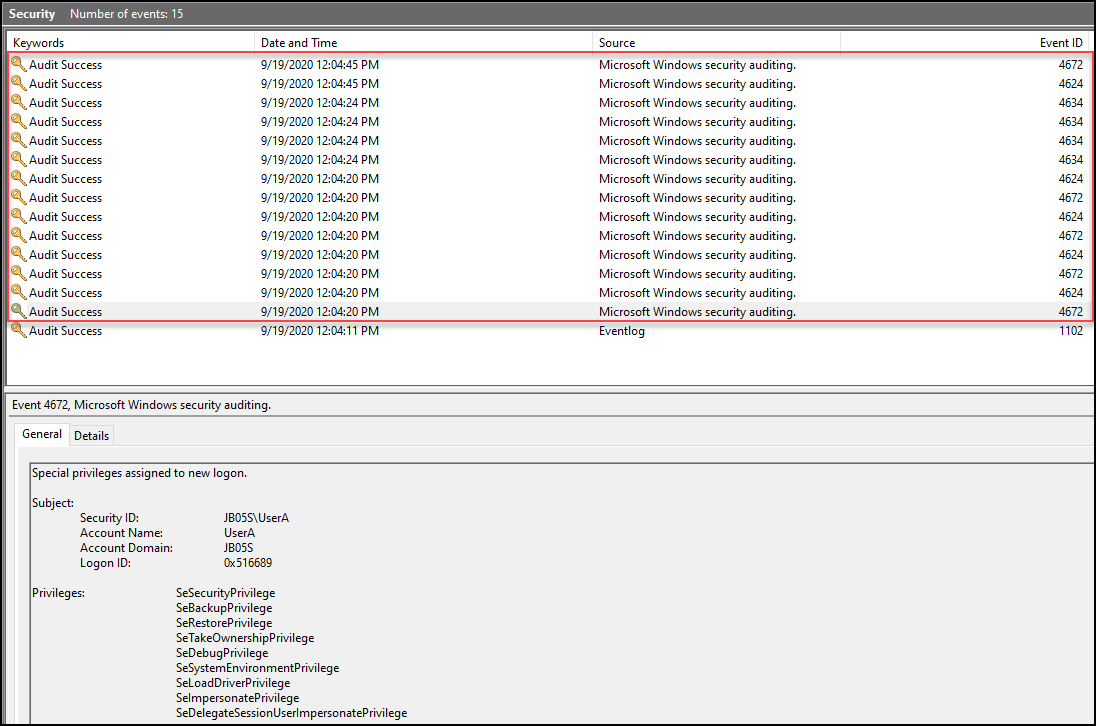 Security Number of events: 15
Keywords Date and Time Source Event ID
Audit Success 9/19/2020 12:04:45 PM Microsoft Windows security auditing. 4672
Audit Success 9/19/2020 12:04:45 PM Microsoft Windows security auditing. 4624
Audit Success 9/19/2020 12:04:24 PM Microsoft Windows security auditing. 4634
Audit Success 9/19/2020 12:04:24 PM Microsoft Windows security auditing. 4634
Audit Success 9/19/2020 12:04:24 PM Microsoft Windows security auditing. 4634
Audit Success 9/19/2020 12:04:24 PM Microsoft Windows security auditing. 4634
Audit Success 9/19/2020 12:04:20 PM Microsoft Windows security auditing. 4624
Audit Success 9/19/2020 12:04:20 PM Microsoft Windows security auditing. 4672
Audit Success 9/19/2020 12:04:20 PM Microsoft Windows security auditing. 4624
Audit Success 9/19/2020 12:04:20 PM Microsoft Windows security auditing. 4672
Audit Success 9/19/2020 12:04:20 PM Microsoft Windows security auditing. 4624
Audit Success 9/19/2020 12:04:20 PM Microsoft Windows security auditing. 4672
Audit Success 9/19/2020 12:04:20 PM Microsoft Windows security auditing. 4624
Audit Success 9/19/2020 12:04:20 PM Microsoft Windows security auditing. 4672
Audit Success 9/19/2020 12:04:11 PM Eventlog 1102
Event 4672, Microsoft Windows security auditing.
General Details
Special privileges assigned to new logon.
Subject:
Security ID: JB05S\UserA
Account Name: UserA
Account Domain: JB05S
Logon ID: 0x516689
Privileges: SeSecurityPrivilege
SeBackupPrivilege
SeRestorePrivilege
SeTakeOwnershipPrivilege
SeDebugPrivilege
SeSystemEnvironmentPrivilege
SeLoadDriverPrivilege
SeImpersonatePrivilege
SeDelegateSessionUserImpersonatePrivilege